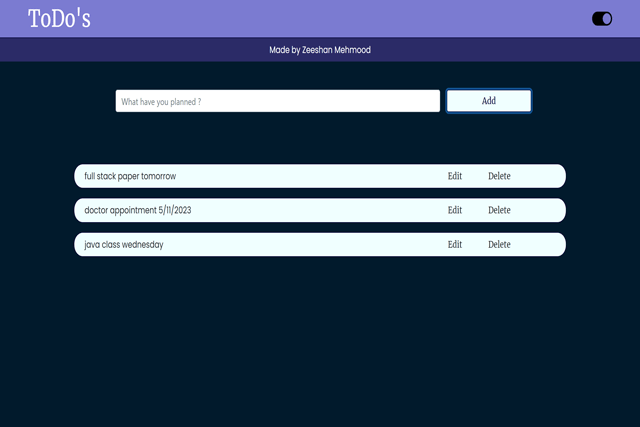 ToDo's
Made by Zeeshan Mehmood
What have you planned ? Add
full stack paper tomorrow Edit Delete
doctor appointment 5/11/2023 Edit Delete
java class wednesday Edit Delete